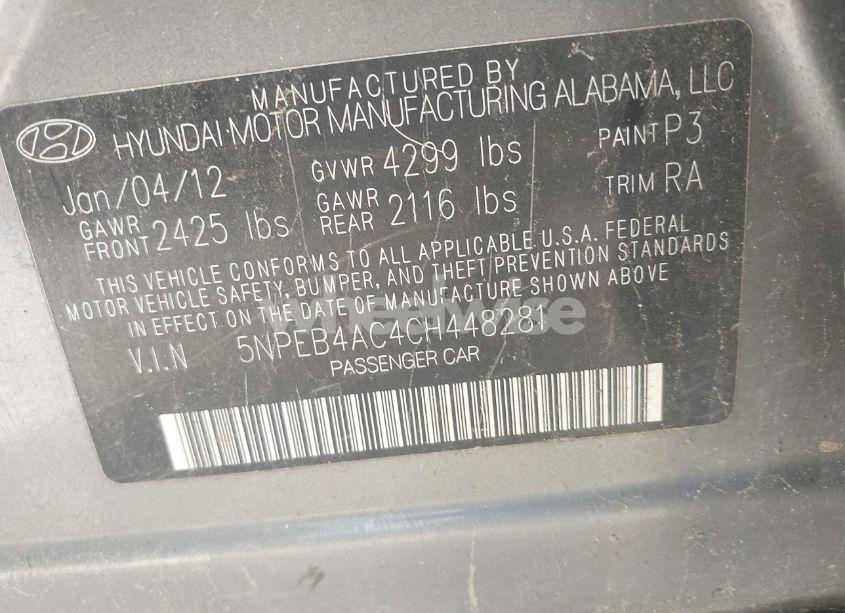 MANUFACTURED BY
HYUNDAI MOTOR MANUFACTURING ALABAMA, LLC
Jan/04/12 GVWR 4299 lbs PAINT P3
GAWR FRONT 2425 lbs GAWR REAR 2116 lbs TRIM RA
THIS VEHICLE CONFORMS TO ALL APPLICABLE U.S.A. FEDERAL
MOTOR VEHICLE SAFETY, BUMPER, AND THEFT PREVENTION STANDARDS
IN EFFECT ON THE DATE OF MANUFACTURE SHOWN ABOVE
wheelwise
V.I.N 5NPEB4AC4CH448281
PASSENGER CAR